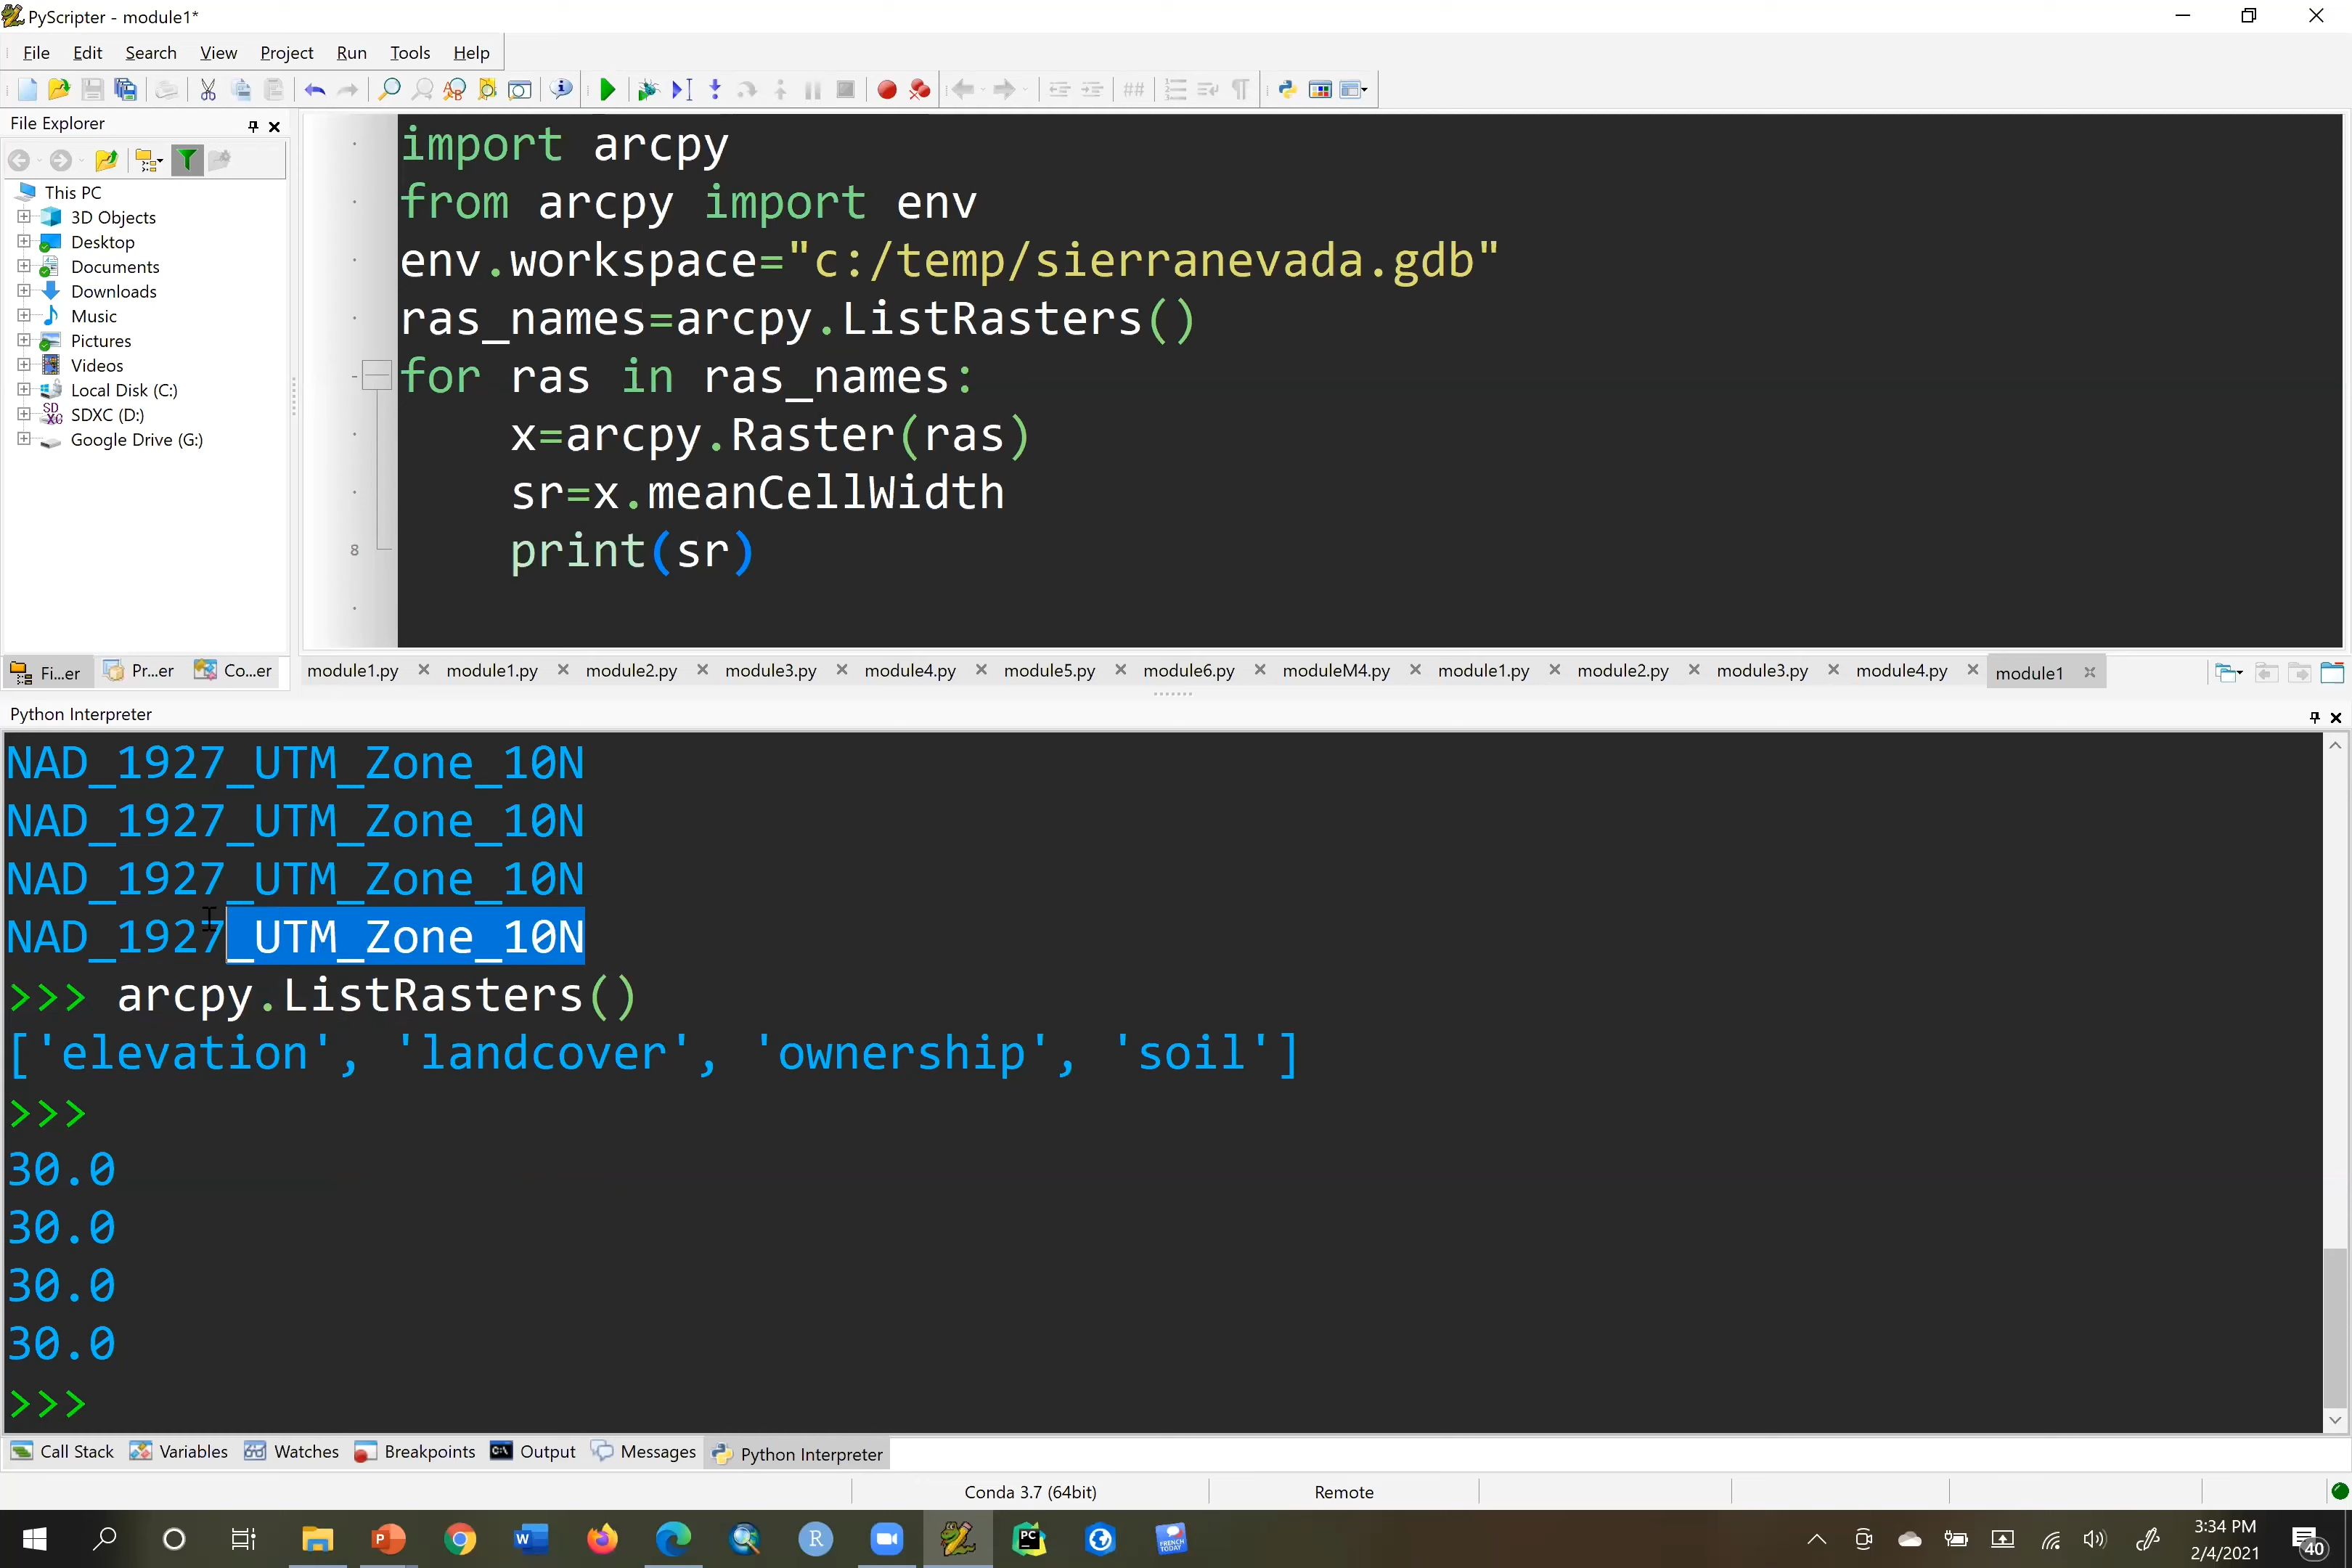 PyScripter - module1*
File Edit Search View Project Run Tools Help
File Explorer
This PC
3D Objects
Desktop
Documents
Downloads
Music
Pictures
Videos
Local Disk (C:)
SDXC (D:)
Google Drive (G:)
Fi...er Pr...er Co...er
import arcpy
from arcpy import env
env.workspace="c:/temp/sierranevada.gdb"
ras_names=arcpy.ListRasters()
for ras in ras_names:
    x=arcpy.Raster(ras)
    sr=x.meanCellWidth
8     print(sr)
module1.py module1.py module2.py module3.py module4.py module5.py module6.py moduleM4.py module1.py module2.py module3.py module4.py module1
Python Interpreter
NAD_1927_UTM_Zone_10N
NAD_1927_UTM_Zone_10N
NAD_1927_UTM_Zone_10N
NAD_1927_UTM_Zone_10N
>>> arcpy.ListRasters()
['elevation', 'landcover', 'ownership', 'soil']
>>>
30.0
30.0
30.0
30.0
>>>
Call Stack Variables Watches Breakpoints Output Messages Python Interpreter
Conda 3.7 (64bit) Remote
3:34 PM
2/4/2021
40